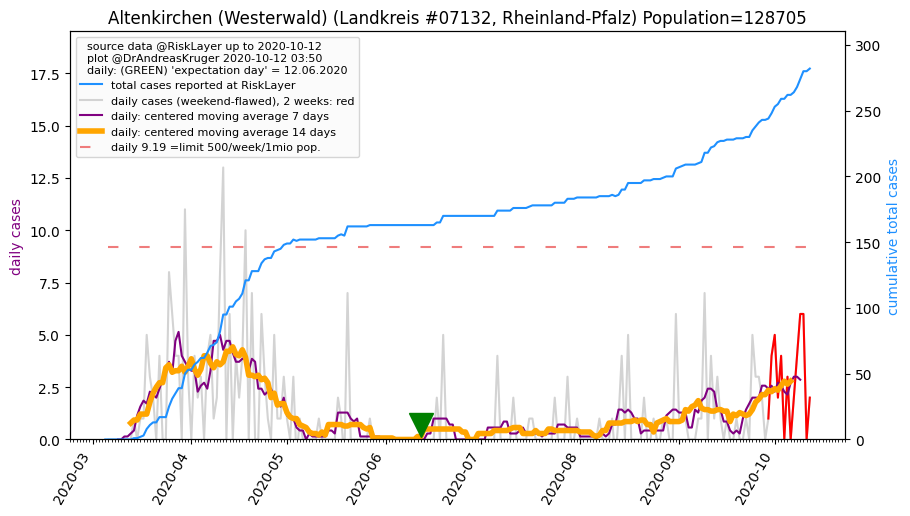 Altenkirchen (Westerwald) (Landkreis #07132, Rheinland-Pfalz) Population=128705
source data @RiskLayer up to 2020-10-12
plot @DrAndreasKruger 2020-10-12 03:50
daily: (GREEN) 'expectation day' = 12.06.2020
total cases reported at RiskLayer
daily cases (weekend-flawed), 2 weeks: red
daily: centered moving average 7 days
daily: centered moving average 14 days
daily 9.19 =limit 500/week/1mio pop.
daily cases
17.5
15.0
12.5
10.0
7.5
5.0
2.5
0.0
300
250
200
150
100
50
0
cumulative total cases
2020-03
2020-04
2020-05
2020-06
2020-07
2020-08
2020-09
2020-10